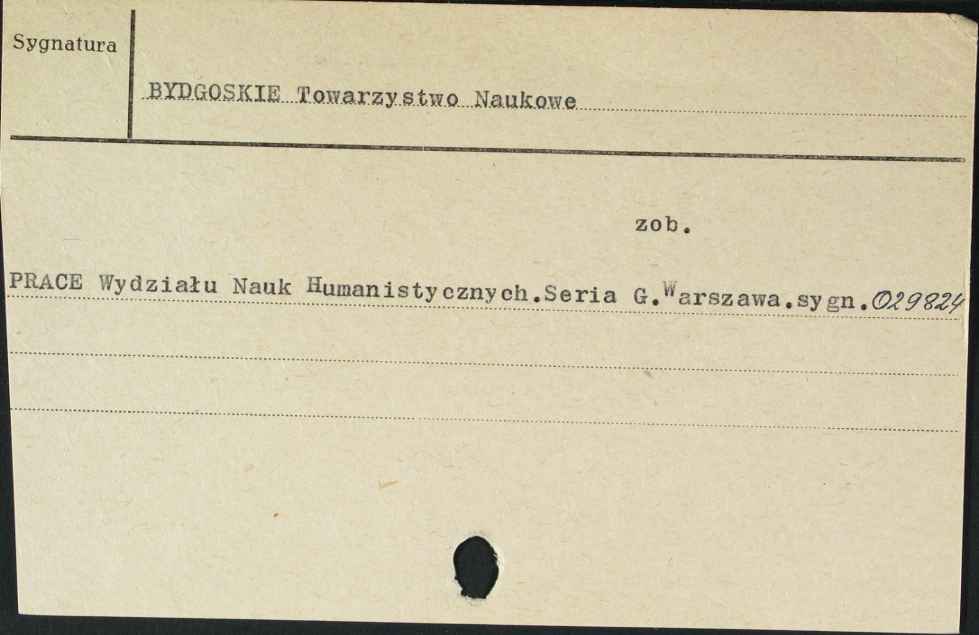 Sygnatura
BYDGOSKIE Towarzystwo Naukowe
zob.
PRACE Wydziału Nauk Humanistycznych.Seria G.Warszawa.sygn.029824